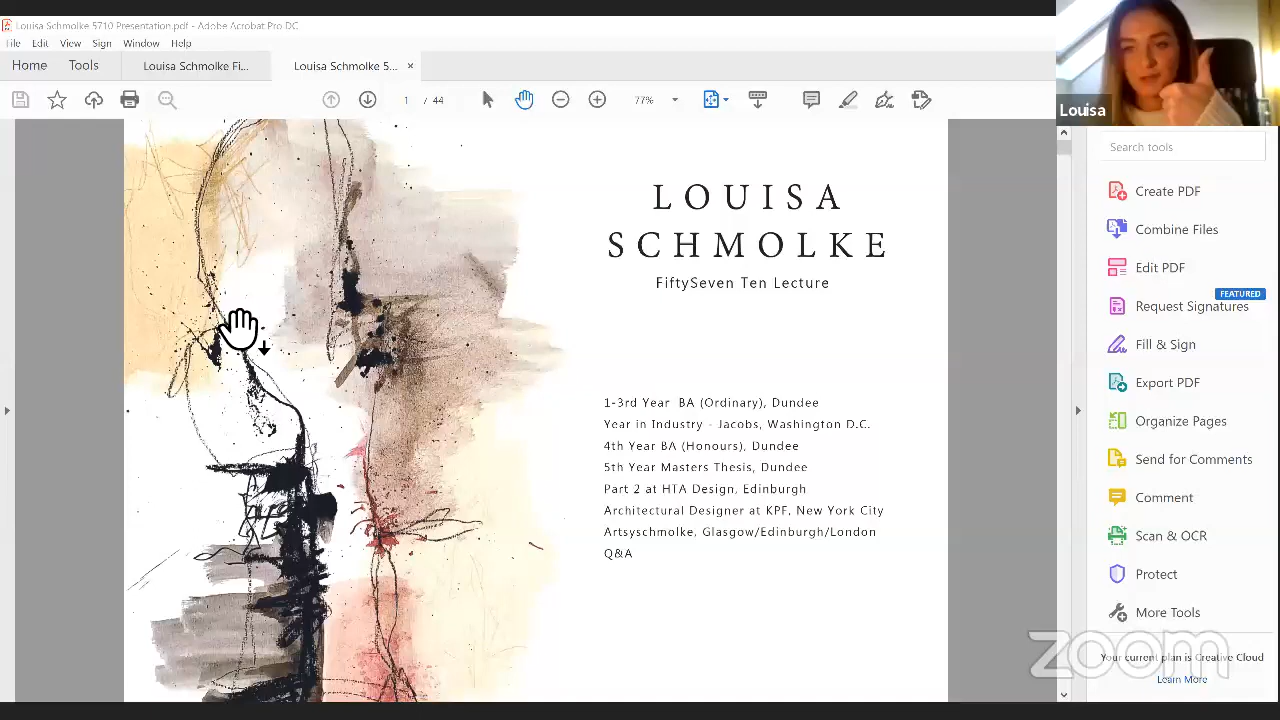 Louisa Schmolke 5710 Presentation.pdf - Adobe Acrobat Pro DC
File Edit View Sign Window Help
Home Tools Louisa Schmolke Fi... Louisa Schmolke 5... ×
1 / 44 77%
Louisa
Search tools
Create PDF
Combine Files
Edit PDF
FEATURED
Request Signatures
Fill & Sign
Export PDF
Organize Pages
Send for Comments
Comment
Scan & OCR
Protect
More Tools
Your current plan is Creative Cloud
Learn More
LOUISA
SCHMOLKE
FiftySeven Ten Lecture
1-3rd Year BA (Ordinary), Dundee
Year in Industry - Jacobs, Washington D.C.
4th Year BA (Honours), Dundee
5th Year Masters Thesis, Dundee
Part 2 at HTA Design, Edinburgh
Architectural Designer at KPF, New York City
Artsyschmolke, Glasgow/Edinburgh/London
Q&A
zoom